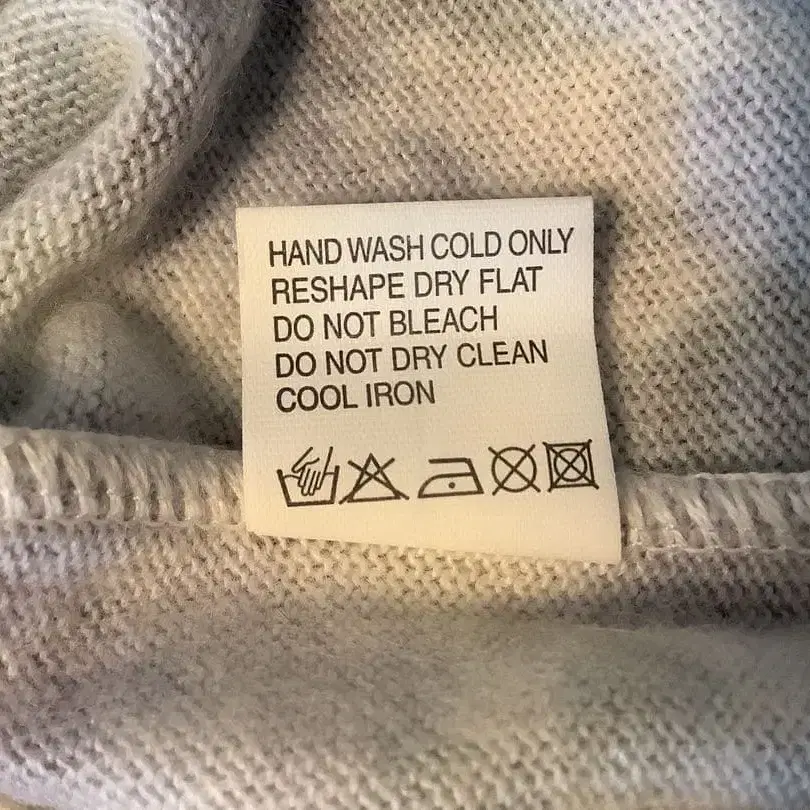 HAND WASH COLD ONLY
RESHAPE DRY FLAT
DO NOT BLEACH
DO NOT DRY CLEAN
COOL IRON